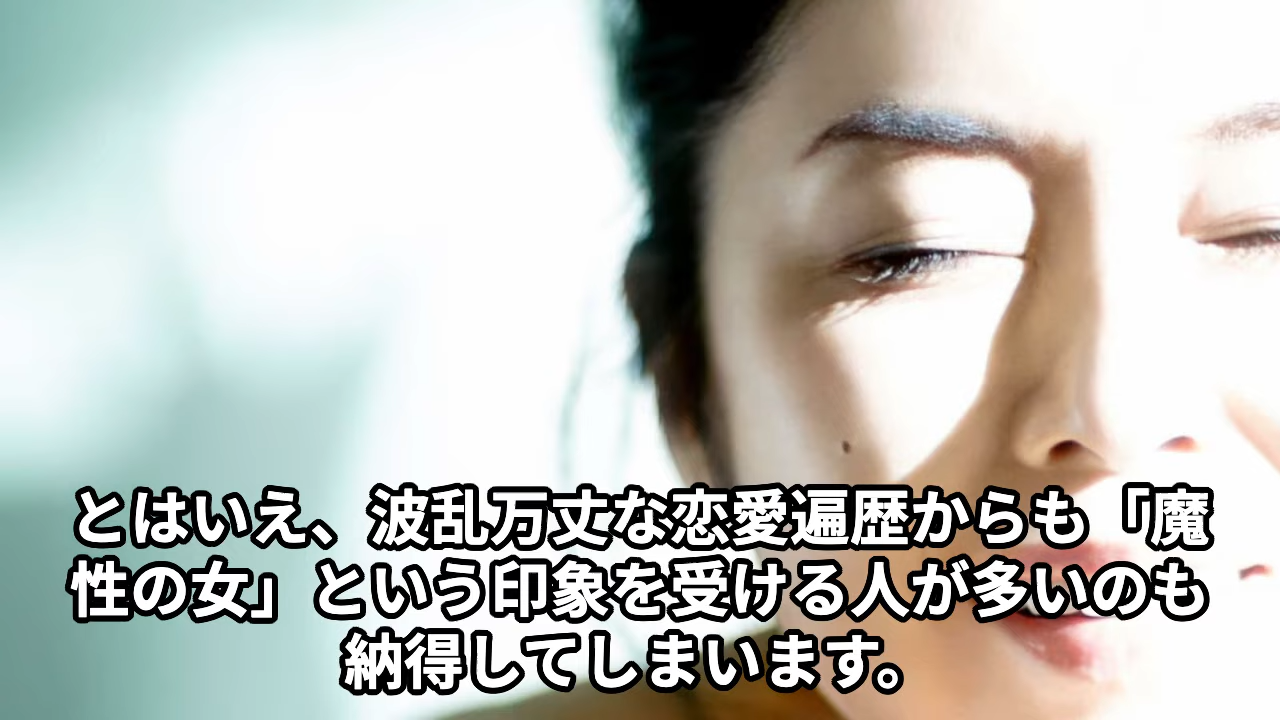 とはいえ、波乱万丈な恋愛遍歴からも「魔
性の女」という印象を受ける人が多いのも
納得してしまいます。